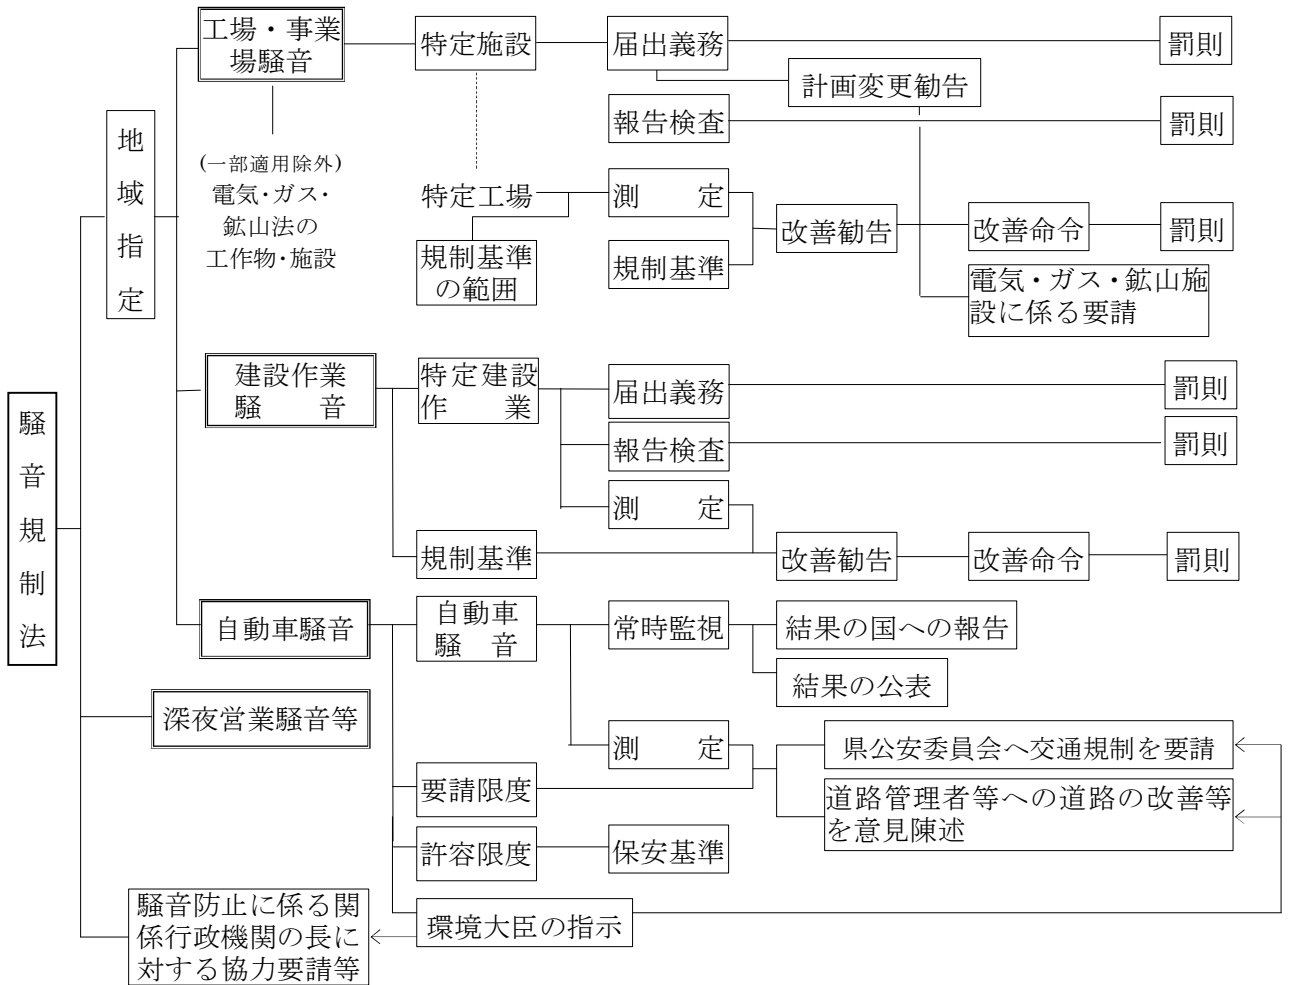 騒音規制法
地域指定
工場・事業
場騒音
(一部適用除外)
電気・ガス・
鉱山法の
工作物・施設
特定施設
届出義務
罰則
計画変更勧告
報告検査
罰則
特定工場
規制基準
の範囲
測　定
規制基準
改善勧告
改善命令
罰則
電気・ガス・鉱山施
設に係る要請
建設作業
騒　音
特定建設
作　業
届出義務
罰則
報告検査
罰則
測　定
規制基準
改善勧告
改善命令
罰則
自動車騒音
自動車
騒　音
常時監視
結果の国への報告
結果の公表
測　定
要請限度
県公安委員会へ交通規制を要請
道路管理者等への道路の改善等
を意見陳述
許容限度
保安基準
環境大臣の指示
深夜営業騒音等
騒音防止に係る関
係行政機関の長に
対する協力要請等